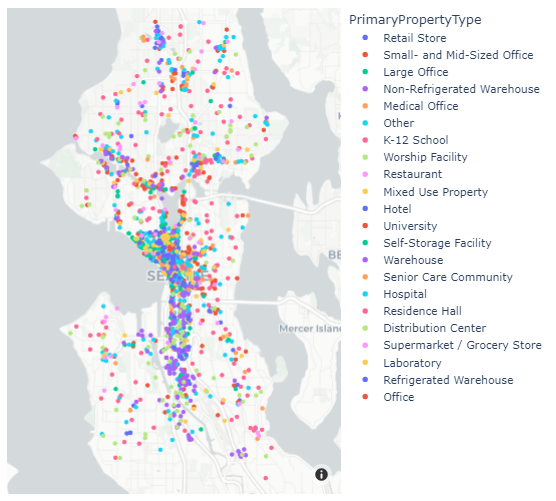 PrimaryPropertyType
Retail Store
Small- and Mid-Sized Office
Large Office
Non-Refrigerated Warehouse
Medical Office
Other
K-12 School
Worship Facility
Restaurant
Mixed Use Property
Hotel
University
Self-Storage Facility
Warehouse
Senior Care Community
Hospital
Residence Hall
Distribution Center
Supermarket / Grocery Store
Laboratory
Refrigerated Warehouse
Office
BE
Mercer Island